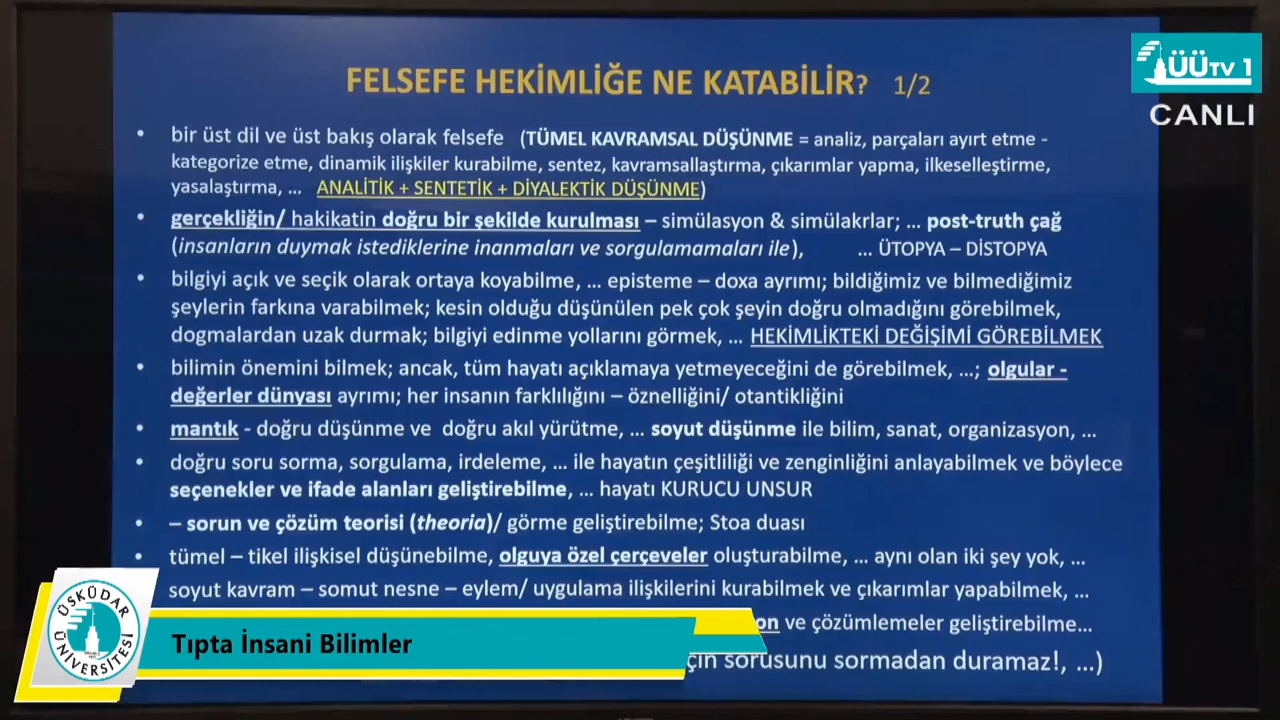 FELSEFE HEKİMLİĞE NE KATABİLİR? 1/2
ÜÜTV 1
CANLI
• bir üst dil ve üst bakış olarak felsefe (TÜMEL KAVRAMSAL DÜŞÜNME = analiz, parçaları ayırt etme -
kategorize etme, dinamik ilişkiler kurabilme, sentez, kavramsallaştırma, çıkarımlar yapma, ilkeselleştirme,
yasalaştırma, ... ANALİTİK + SENTETİK + DİYALEKTİK DÜŞÜNME)
• gerçekliğin/ hakikatin doğru bir şekilde kurulması – simülasyon & simülakrlar; ... post-truth çağ
(insanların duymak istediklerine inanmaları ve sorgulamamaları ile), ... ÜTOPYA – DİSTOPYA
• bilgiyi açık ve seçik olarak ortaya koyabilme, ... episteme – doxa ayrımı; bildiğimiz ve bilmediğimiz
şeylerin farkına varabilmek; kesin olduğu düşünülen pek çok şeyin doğru olmadığını görebilmek,
dogmalardan uzak durmak; bilgiyi edinme yollarını görmek, ... HEKİMLİKTEKİ DEĞİŞİMİ GÖREBİLMEK
• bilimin önemini bilmek; ancak, tüm hayatı açıklamaya yetmeyeceğini de görebilmek, ...; olgular -
değerler dünyası ayrımı; her insanın farklılığını – öznelliğini/ otantikliğini
• mantık - doğru düşünme ve doğru akıl yürütme, ... soyut düşünme ile bilim, sanat, organizasyon, ...
• doğru soru sorma, sorgulama, irdeleme, ... ile hayatın çeşitliliği ve zenginliğini anlayabilmek ve böylece
seçenekler ve ifade alanları geliştirebilme, ... hayatı KURUCU UNSUR
• – sorun ve çözüm teorisi (theoria)/ görme geliştirebilme; Stoa duası
• tümel – tikel ilişkisel düşünebilme, olguya özel çerçeveler oluşturabilme, ... aynı olan iki şey yok, ...
soyut kavram – somut nesne – eylem/ uygulama ilişkilerini kurabilmek ve çıkarımlar yapabilmek, ...
on ve çözümlemeler geliştirebilme...
çin sorusunu sormadan duramaz!, ...)
ÜSKÜDAR ÜNİVERSİTESİ
Tıpta İnsani Bilimler